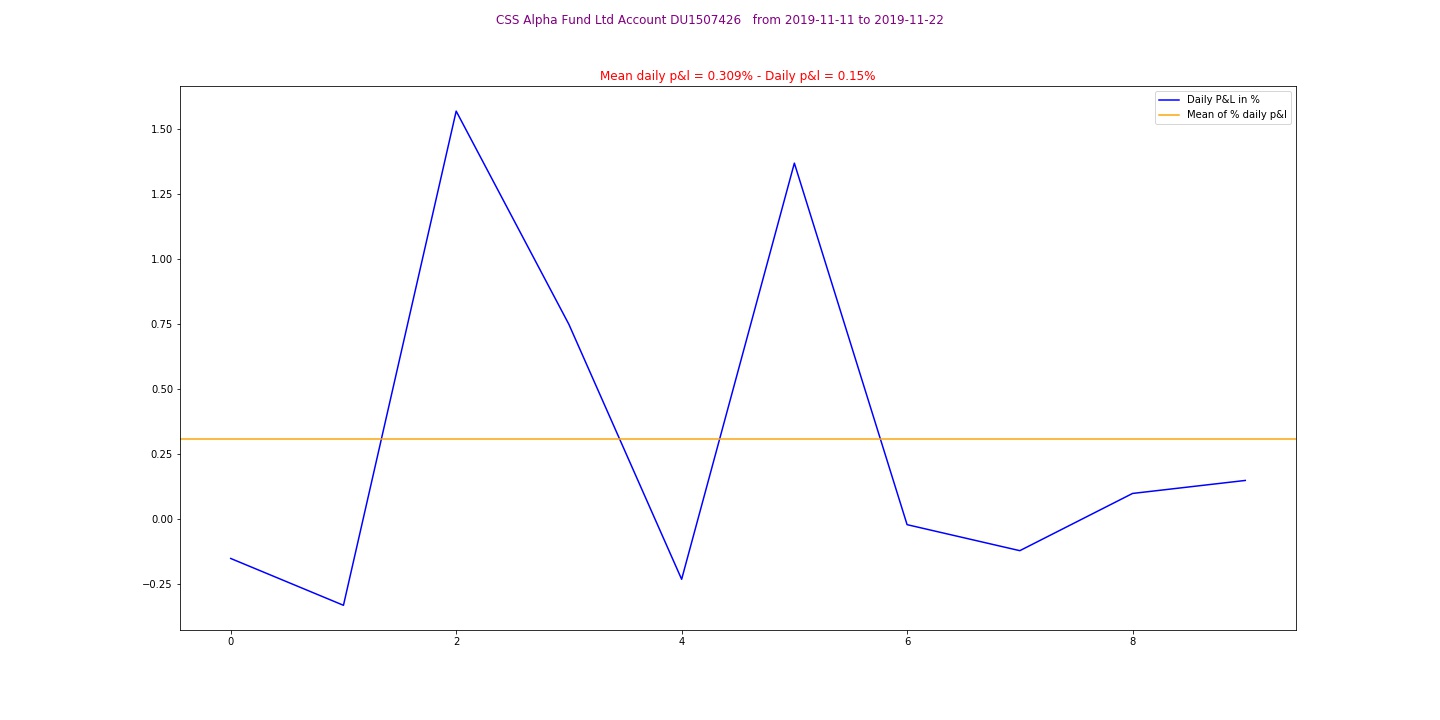 CSS Alpha Fund Ltd Account DU1507426   from 2019-11-11 to 2019-11-22
Mean daily p&l = 0.309% - Daily p&l = 0.15%
Daily P&L in %
Mean of % daily p&l
1.50
1.25
1.00
0.75
0.50
0.25
0.00
−0.25
0 2 4 6 8